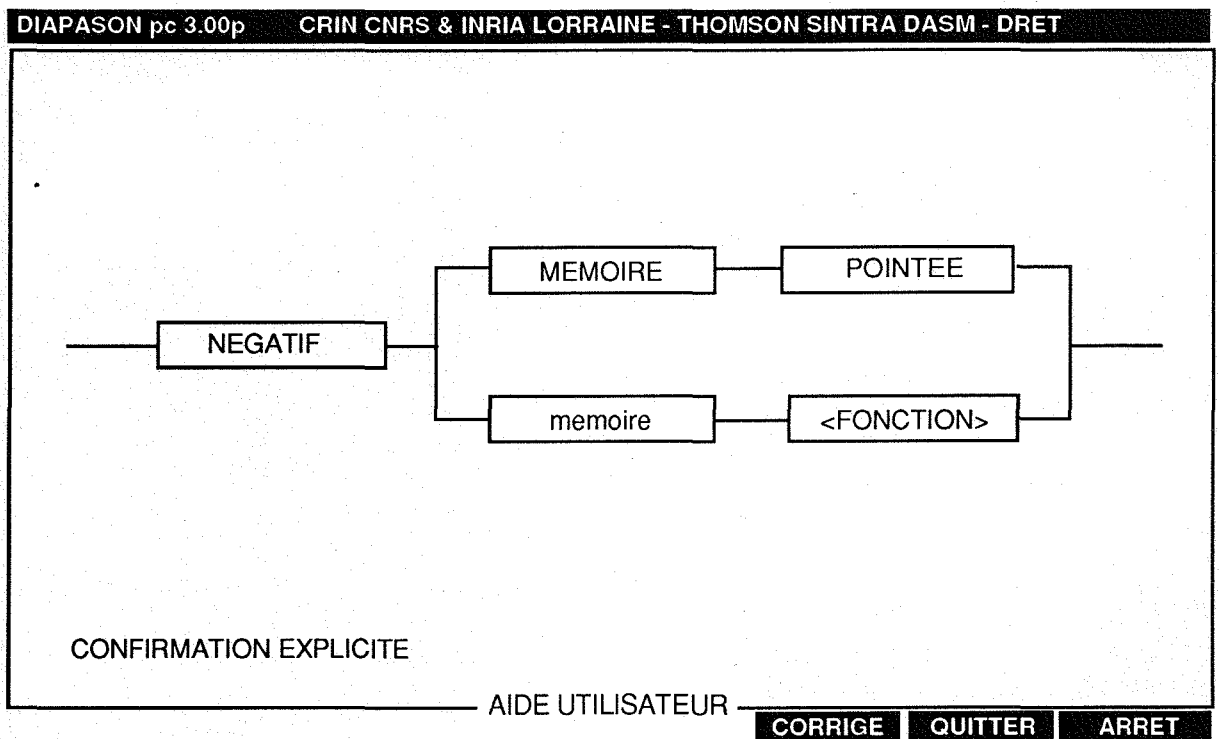 DIAPASON pc 3.00p CRIN CNRS & INRIA LORRAINE - THOMSON SINTRA DASM - DRET
MEMOIRE POINTEE
NEGATIF
memoire <FONCTION>
CONFIRMATION EXPLICITE
AIDE UTILISATEUR
CORRIGE QUITTER ARRET